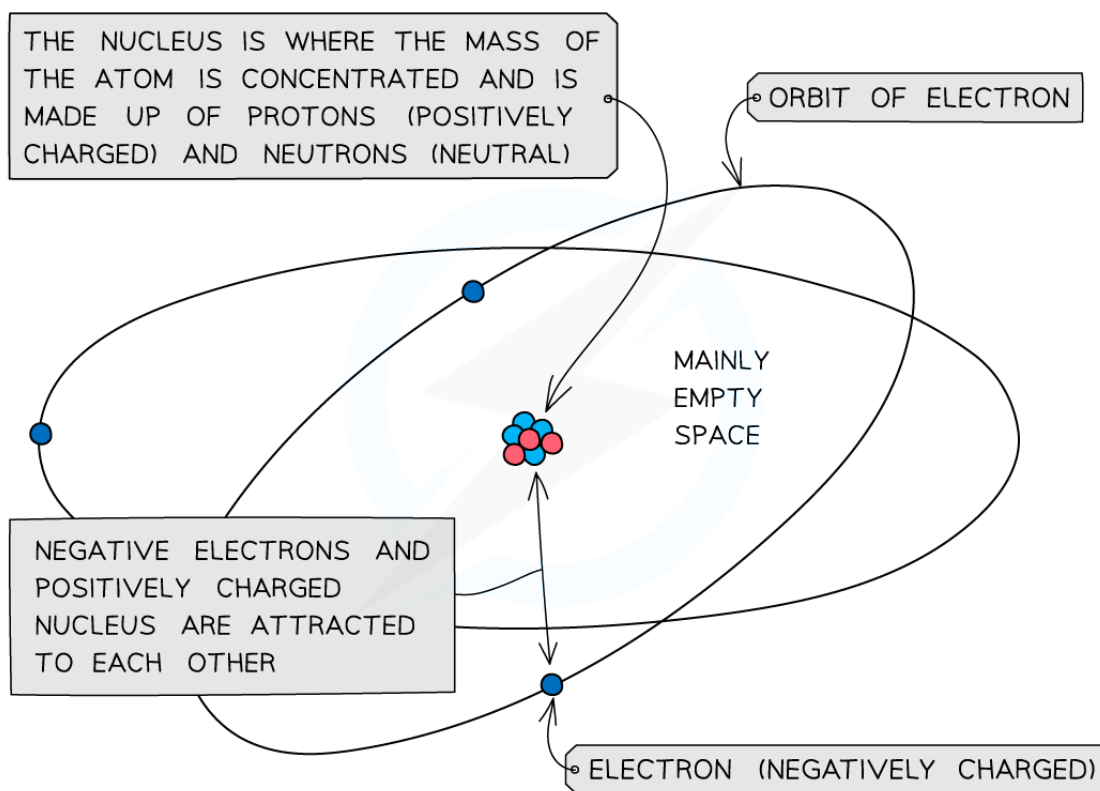 THE NUCLEUS IS WHERE THE MASS OF
THE ATOM IS CONCENTRATED AND IS
MADE UP OF PROTONS (POSITIVELY
CHARGED) AND NEUTRONS (NEUTRAL)
ORBIT OF ELECTRON
MAINLY
EMPTY
SPACE
NEGATIVE ELECTRONS AND
POSITIVELY CHARGED
NUCLEUS ARE ATTRACTED
TO EACH OTHER
ELECTRON (NEGATIVELY CHARGED)